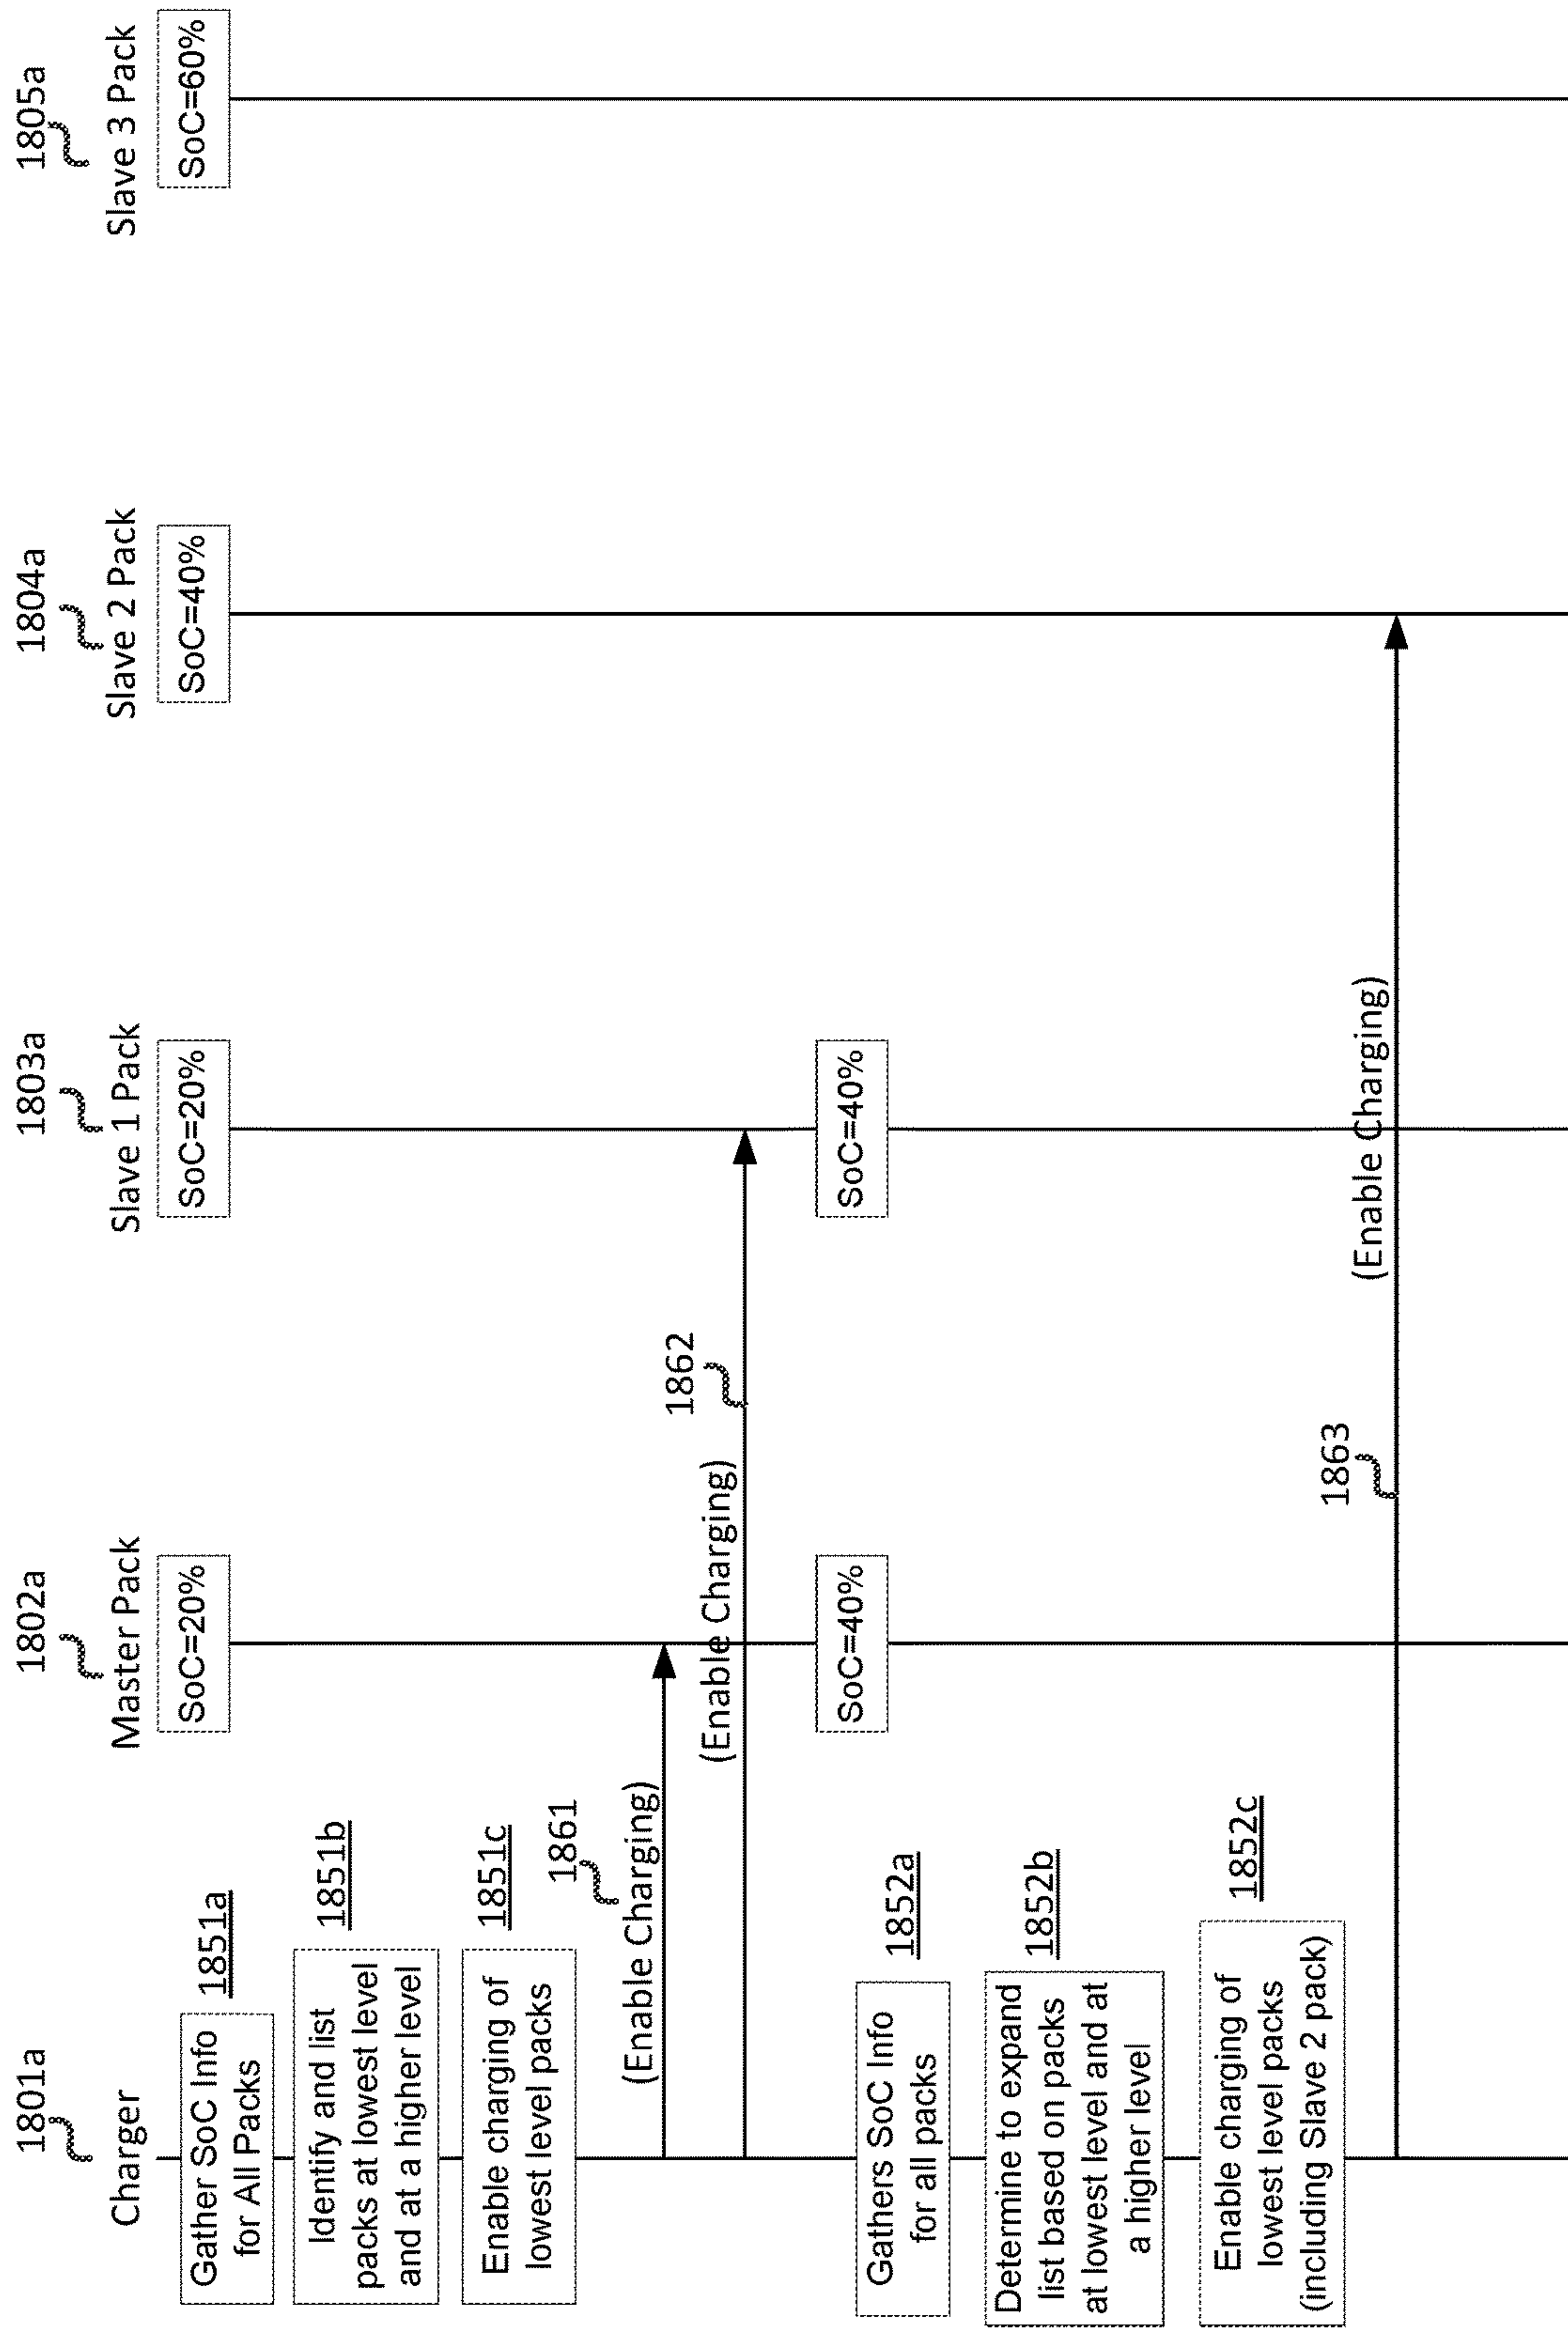 1801a
Charger
1802a
Master Pack
1803a
Slave 1 Pack
1804a
Slave 2 Pack
1805a
Slave 3 Pack
SoC=20%
SoC=20%
SoC=40%
SoC=60%
Gather SoC Info
for All Packs
1851a
Identify and list
packs at lowest level
and at a higher level
1851b
Enable charging of
lowest level packs
1851c
1861
(Enable Charging)
1862
(Enable Charging)
SoC=40%
SoC=40%
Gathers SoC Info
for all packs
1852a
Determine to expand
list based on packs
at lowest level and at
a higher level
1852b
Enable charging of
lowest level packs
(including Slave 2 pack)
1852c
1863
(Enable Charging)